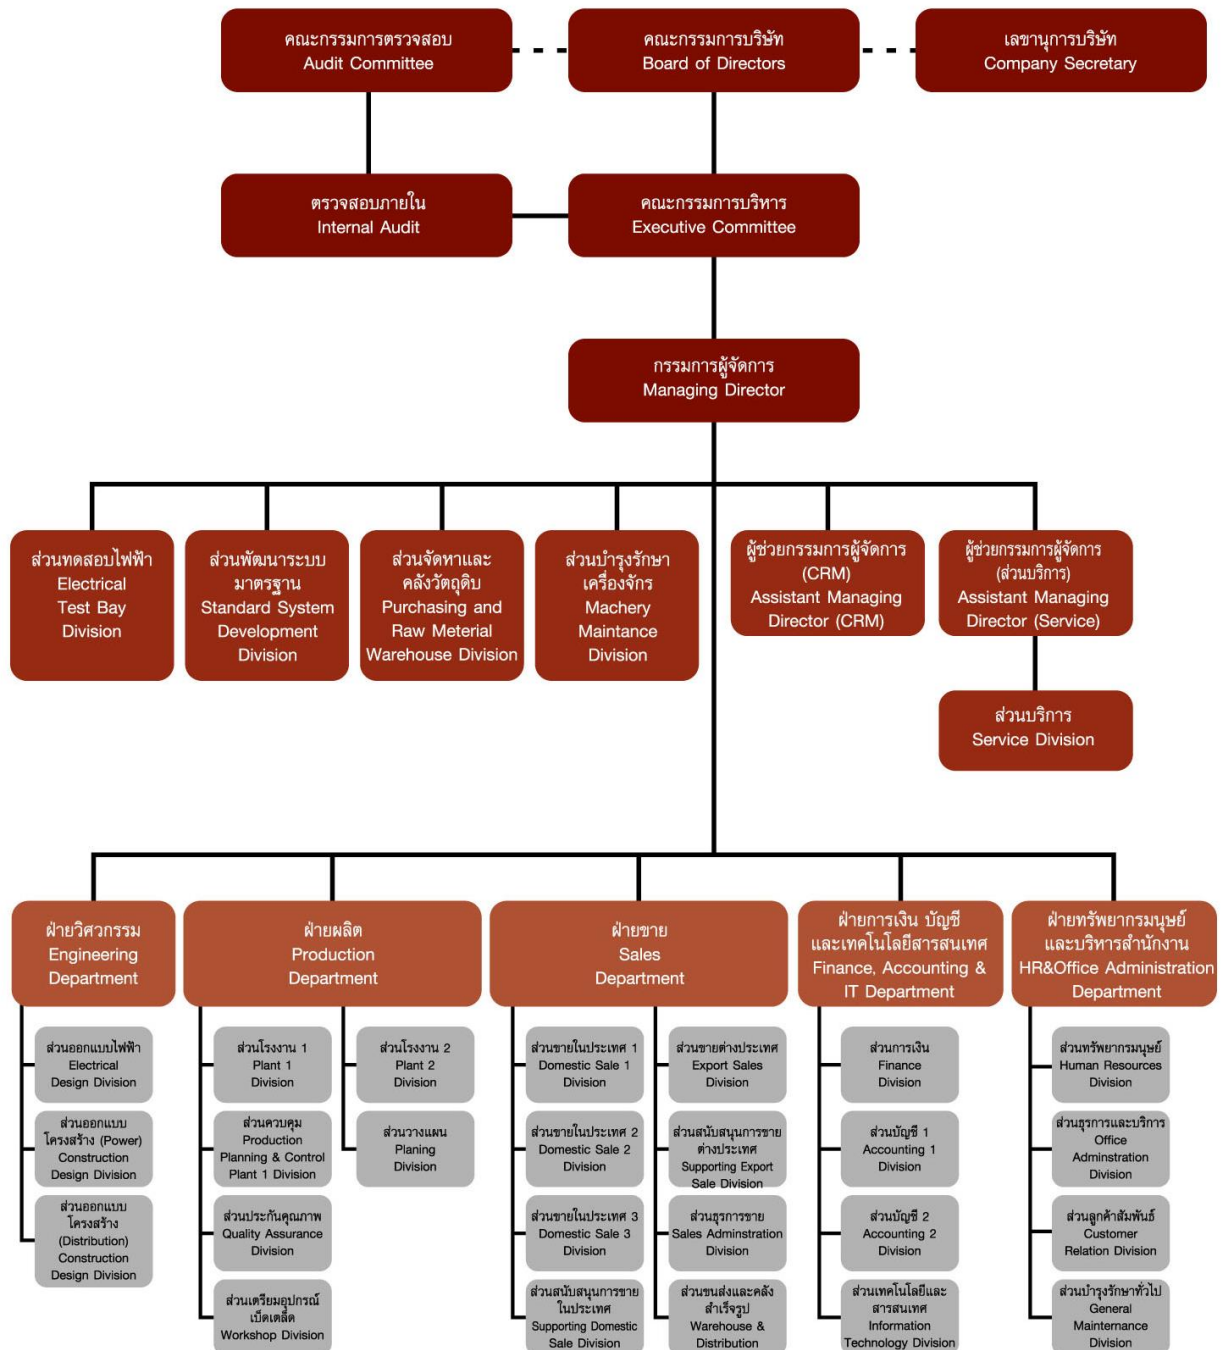 คณะกรรมการตรวจสอบ
Audit Committee
คณะกรรมการบริษัท
Board of Directors
เลขานุการบริษัท
Company Secretary
ตรวจสอบภายใน
Internal Audit
คณะกรรมการบริหาร
Executive Committee
กรรมการผู้จัดการ
Managing Director
ส่วนทดสอบไฟฟ้า
Electrical
Test Bay
Division
ส่วนพัฒนาระบบ
มาตรฐาน
Standard System
Development
Division
ส่วนจัดหาและ
คลังวัตถุดิบ
Purchasing and
Raw Meterial
Warehouse Division
ส่วนบำรุงรักษา
เครื่องจักร
Machery
Maintance
Division
ผู้ช่วยกรรมการผู้จัดการ
(CRM)
Assistant Managing
Director (CRM)
ผู้ช่วยกรรมการผู้จัดการ
(ส่วนบริการ)
Assistant Managing
Director (Service)
ส่วนบริการ
Service Division
ฝ่ายวิศวกรรม
Engineering
Department
ฝ่ายผลิต
Production
Department
ฝ่ายขาย
Sales
Department
ฝ่ายการเงิน บัญชี
และเทคโนโลยีสารสนเทศ
Finance, Accounting &
IT Department
ฝ่ายทรัพยากรมนุษย์
และบริหารสำนักงาน
HR&Office Administration
Department
ส่วนออกแบบไฟฟ้า
Electrical
Design Division
ส่วนออกแบบ
โครงสร้าง (Power)
Construction
Design Division
ส่วนออกแบบ
โครงสร้าง
(Distribution)
Construction
Design Division
ส่วนโรงงาน 1
Plant 1
Division
ส่วนควบคุม
Production
Planning & Control
Plant 1 Division
ส่วนประกันคุณภาพ
Quality Assurance
Division
ส่วนเตรียมอุปกรณ์
เบ็ดเตล็ด
Workshop Division
ส่วนโรงงาน 2
Plant 2
Division
ส่วนวางแผน
Planing
Division
ส่วนขายในประเทศ 1
Domestic Sale 1
Division
ส่วนขายในประเทศ 2
Domestic Sale 2
Division
ส่วนขายในประเทศ 3
Domestic Sale 3
Division
ส่วนสนับสนุนการขาย
ในประเทศ
Supporting Domestic
Sale Division
ส่วนขายต่างประเทศ
Export Sales
Division
ส่วนสนับสนุนการขาย
ต่างประเทศ
Supporting Export
Sale Division
ส่วนธุรการขาย
Sales Adminstration
Division
ส่วนขนส่งและคลัง
สำเร็จรูป
Warehouse &
Distribution
ส่วนการเงิน
Finance
Division
ส่วนบัญชี 1
Accounting 1
Division
ส่วนบัญชี 2
Accounting 2
Division
ส่วนเทคโนโลยีและ
สารสนเทศ
Information
Technology Division
ส่วนทรัพยากรมนุษย์
Human Resources
Division
ส่วนธุรการและบริการ
Office
Adminstration
Division
ส่วนลูกค้าสัมพันธ์
Customer
Relation Division
ส่วนบำรุงรักษาทั่วไป
General
Mainternance
Division